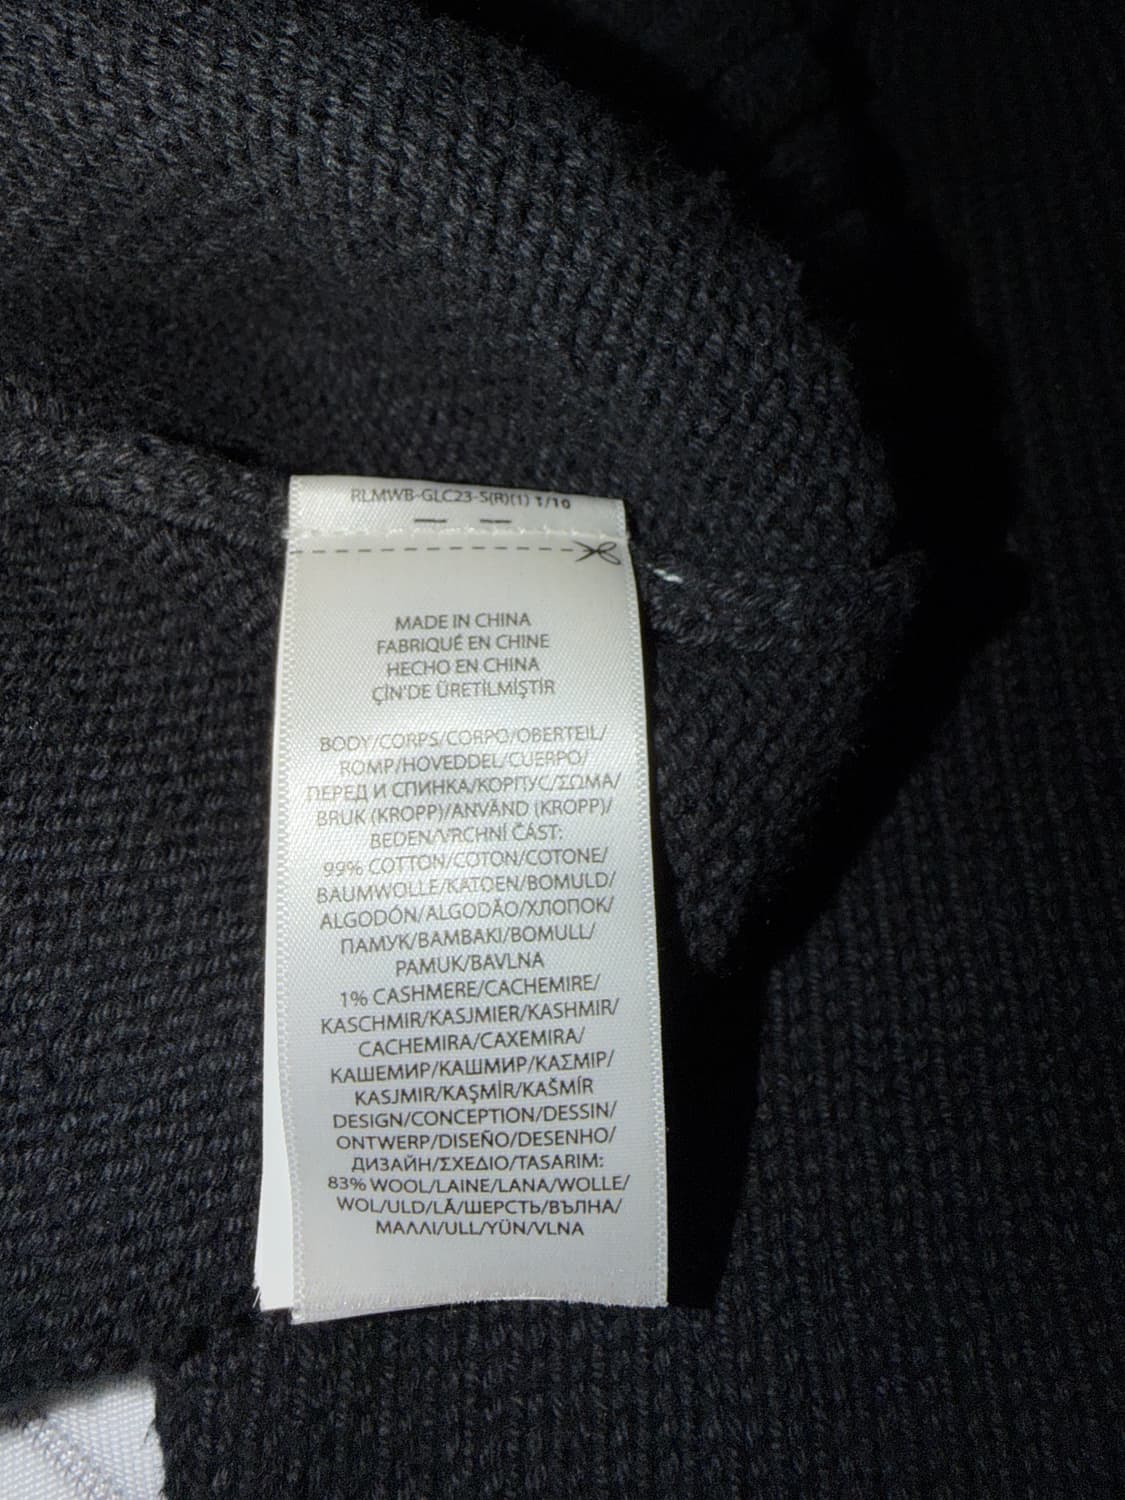 RLMWB-GLC23-S(R)(1) 1/10
MADE IN CHINA
FABRIQUÉ EN CHINE
HECHO EN CHINA
ÇİN'DE ÜRETİLMİŞTİR
BODY/CORPS/CORPO/OBERTEIL/
ROMP/HOVEDDEL/CUERPO/
ПЕРЕД И СПИНКА/КОРПУС/ΣΩΜΑ/
BRUK (KROPP)/ANVÄND (KROPP)/
BEDEN/VRCHNÍ ČÁST:
99% COTTON/COTON/COTONE/
BAUMWOLLE/KATOEN/BOMULD/
ALGODÓN/ALGODÃO/ХЛОПОК/
ПАМУК/BAMBAKI/BOMULL/
PAMUK/BAVLNA
1% CASHMERE/CACHEMIRE/
KASCHMIR/KASJMIER/KASHMIR/
CACHEMIRA/CAXEMIRA/
КАШЕМИР/КАШМИР/ΚΑΣΜΙΡ/
KASJMIR/KAŞMİR/KAŠMÍR
DESIGN/CONCEPTION/DESSIN/
ONTWERP/DISEÑO/DESENHO/
ДИЗАЙН/ΣΧΕΔΙΟ/TASARIM:
83% WOOL/LAINE/LANA/WOLLE/
WOL/ULD/LÃ/ШЕРСТЬ/ВЪЛНА/
ΜΑΛΛΙ/ULL/YÜN/VLNA